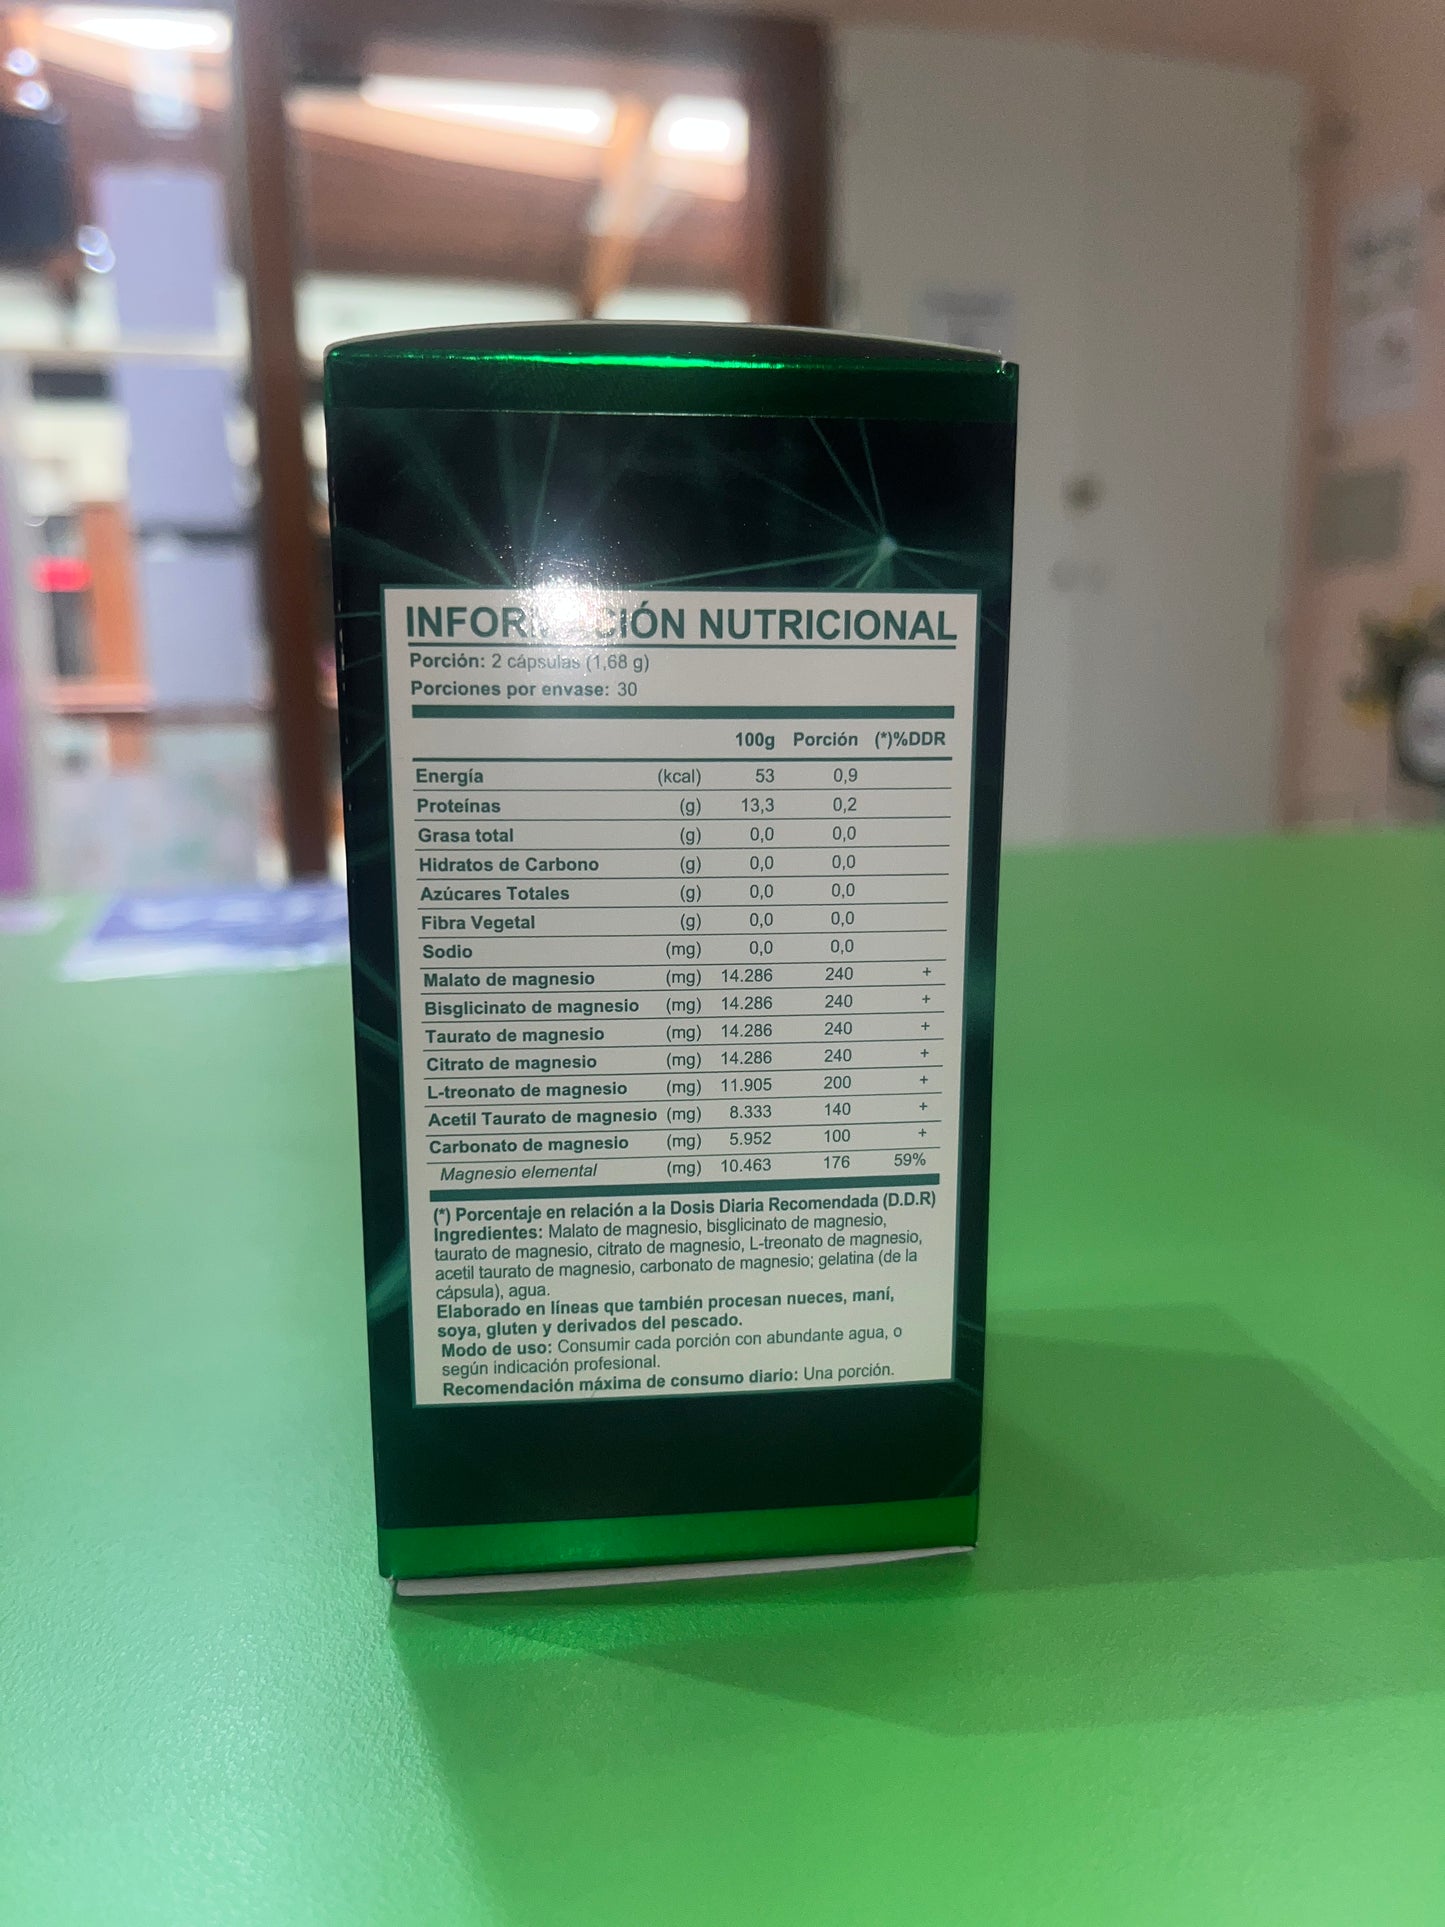 INFORMACIÓN NUTRICIONAL
Porción: 2 cápsulas (1,68 g)
Porciones por envase: 30
100g Porción (*)%DDR
Energía (kcal) 53 0,9
Proteínas (g) 13,3 0,2
Grasa total (g) 0,0 0,0
Hidratos de Carbono (g) 0,0 0,0
Azúcares Totales (g) 0,0 0,0
Fibra Vegetal (g) 0,0 0,0
Sodio (mg) 0,0 0,0
Malato de magnesio (mg) 14.286 240 +
Bisglicinato de magnesio (mg) 14.286 240 +
Taurato de magnesio (mg) 14.286 240 +
Citrato de magnesio (mg) 14.286 240 +
L-treonato de magnesio (mg) 11.905 200 +
Acetil Taurato de magnesio (mg) 8.333 140 +
Carbonato de magnesio (mg) 5.952 100 +
Magnesio elemental (mg) 10.463 176 59%
(*) Porcentaje en relación a la Dosis Diaria Recomendada (D.D.R)
Ingredientes: Malato de magnesio, bisglicinato de magnesio,
taurato de magnesio, citrato de magnesio, L-treonato de magnesio,
acetil taurato de magnesio, carbonato de magnesio; gelatina (de la
cápsula), agua.
Elaborado en líneas que también procesan nueces, maní,
soya, gluten y derivados del pescado.
Modo de uso: Consumir cada porción con abundante agua, o
según indicación profesional.
Recomendación máxima de consumo diario: Una porción.